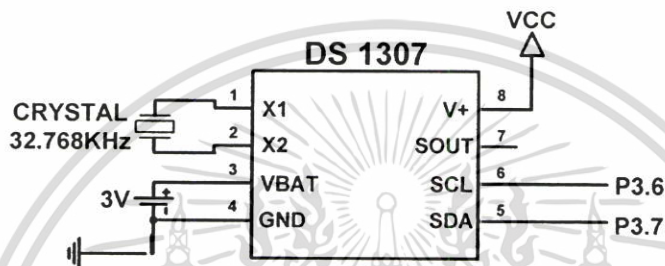 VCC
DS 1307
CRYSTAL
32.768KHz
1 X1
2 X2
3 VBAT
4 GND
3V
+
-
V+ 8
SOUT 7
SCL 6 P3.6
SDA 5 P3.7